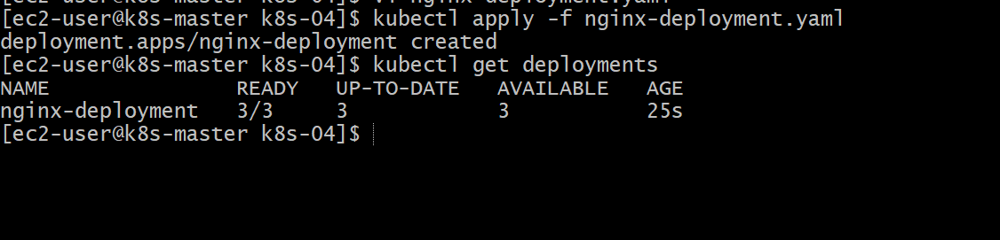 [ec2-user@k8s-master k8s-04]$ vi nginx-deployment.yaml
[ec2-user@k8s-master k8s-04]$ kubectl apply -f nginx-deployment.yaml
deployment.apps/nginx-deployment created
[ec2-user@k8s-master k8s-04]$ kubectl get deployments
NAME READY UP-TO-DATE AVAILABLE AGE
nginx-deployment 3/3 3 3 25s
[ec2-user@k8s-master k8s-04]$